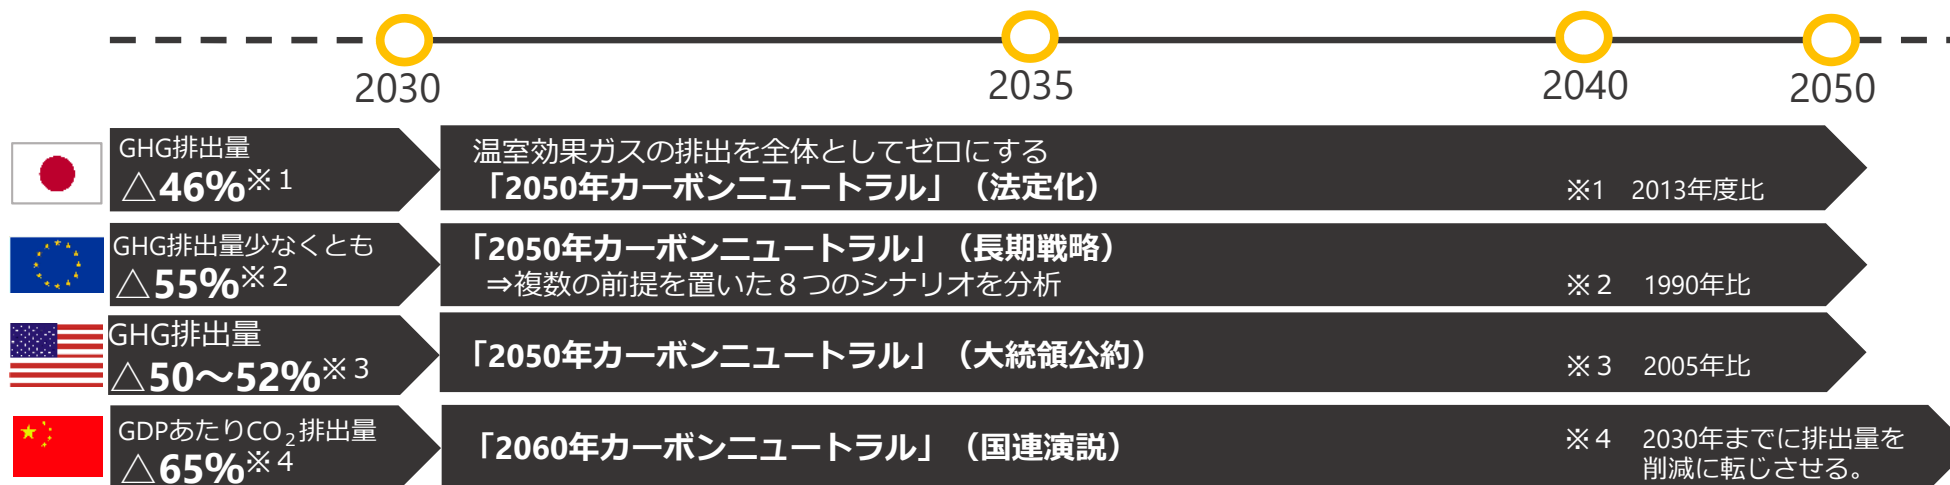 2030
2035
2040
2050
GHG排出量
△46%※1
温室効果ガスの排出を全体としてゼロにする
「2050年カーボンニュートラル」（法定化）
※1 2013年度比
GHG排出量少なくとも
△55%※2
「2050年カーボンニュートラル」（長期戦略）
⇒複数の前提を置いた８つのシナリオを分析
※２ 1990年比
GHG排出量
△50～52%※3
「2050年カーボンニュートラル」（大統領公約）
※３ 2005年比
GDPあたりCO₂排出量
△65%※4
「2060年カーボンニュートラル」（国連演説）
※４ 2030年までに排出量を
削減に転じさせる。